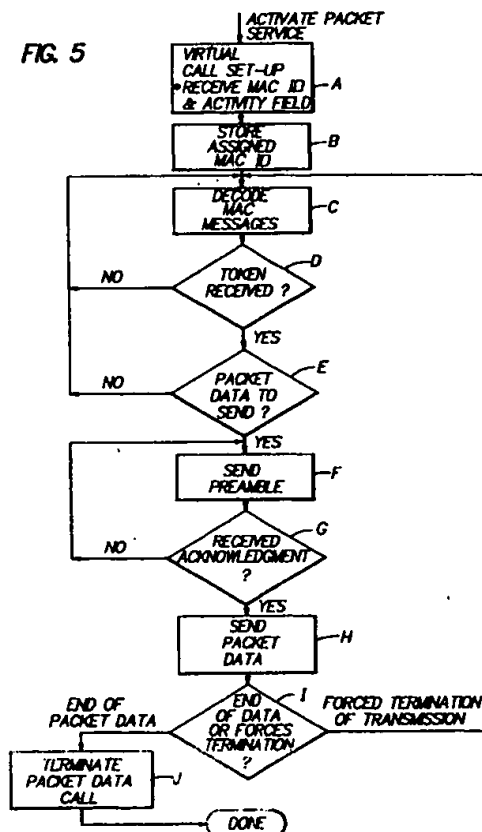 ACTIVATE PACKET
SERVICE
FIG. 5
VIRTUAL
CALL SET-UP
RECEIVE MAC ID
& ACTIVITY FIELD
A
STORE
ASSIGNED
MAC ID
B
DECODE
MAC
MESSAGES
C
D
TOKEN
RECEIVED ?
NO
YES
E
PACKET
DATA TO
SEND ?
NO
YES
SEND
PREAMBLE
F
G
RECEIVED
ACKNOWLEDGMENT
?
NO
YES
SEND
PACKET
DATA
H
I
END
OF DATA
OR FORCES
TERMINATION
?
END OF
PACKET DATA
FORCED TERMINATION
OF TRANSMISSION
TERMINATE
PACKET DATA
CALL
J
DONE